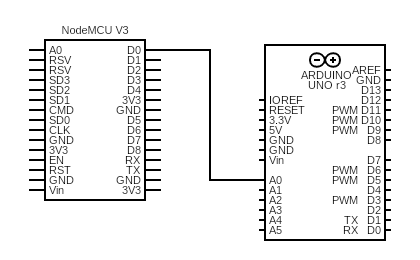 NodeMCU V3
A0 D0
RSV D1
RSV D2
SD3 D3
SD2 D4
SD1 3V3
CMD GND
SD0 D5
CLK D6
GND D7
3V3 D8
EN RX
RST TX
GND GND
Vin 3V3
ARDUINO
UNO r3
AREF
GND
D13
IOREF D12
RESET PWM D11
3.3V PWM D10
5V PWM D9
GND D8
GND
Vin D7
PWM D6
A0 PWM D5
A1 D4
A2 PWM D3
A3 D2
A4 TX D1
A5 RX D0